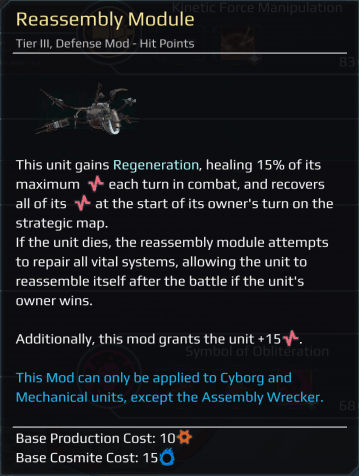 Kinetic Force Manipulation
Reassembly Module
Tier III, Defense Mod - Hit Points
83
This unit gains Regeneration, healing 15% of its
maximum each turn in combat, and recovers
all of its at the start of its owner's turn on the
strategic map.
If the unit dies, the reassembly module attempts
to repair all vital systems, allowing the unit to
reassemble itself after the battle if the unit's
owner wins.
Additionally, this mod grants the unit +15.
Symbol of Obliteration
This Mod can only be applied to Cyborg and
Mechanical units, except the Assembly Wrecker.
68
Base Production Cost: 10
Base Cosmite Cost: 15